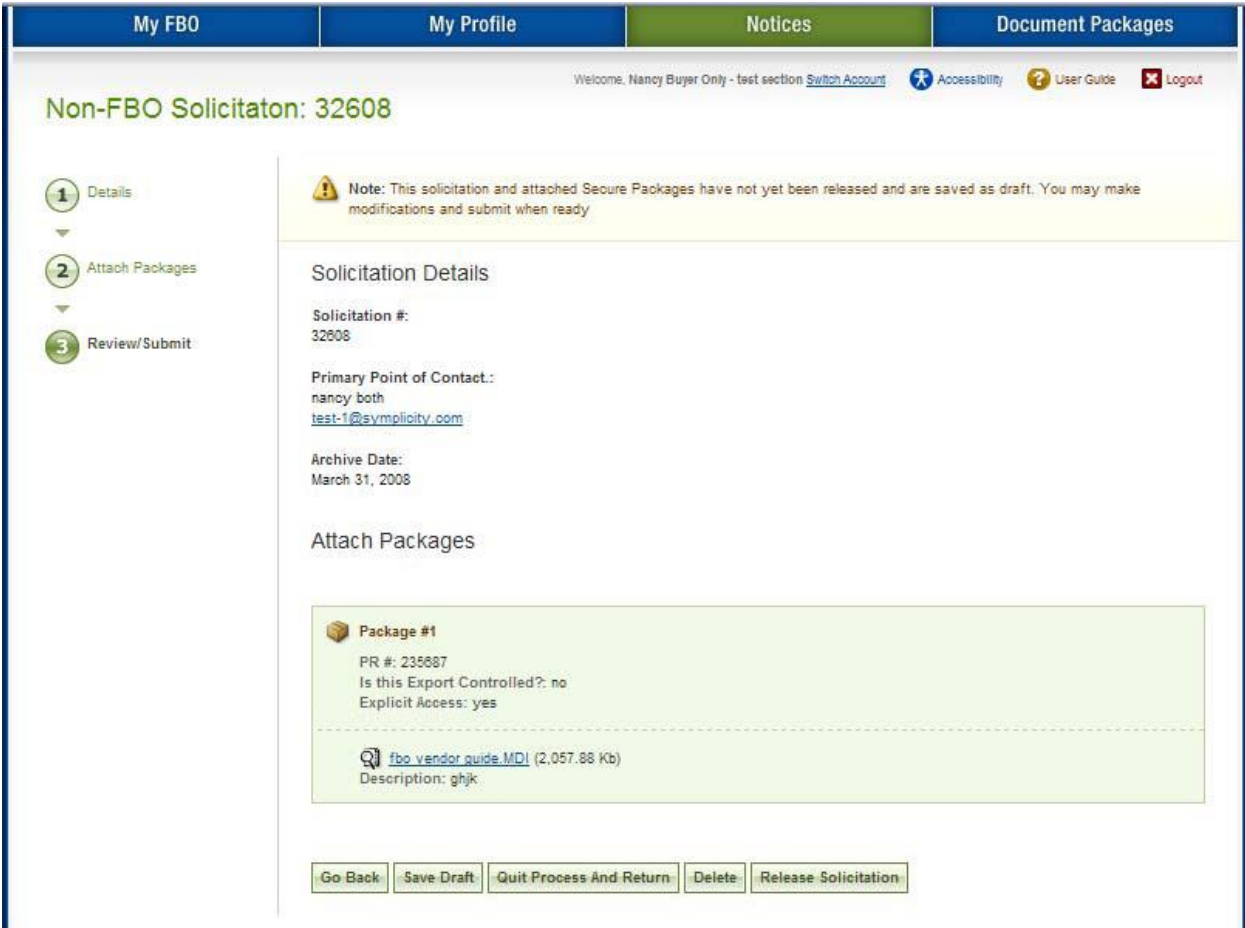 My FBO
My Profile
Notices
Document Packages
Welcome, Nancy Buyer Only - test section Switch Account
Accessibility
User Guide
Logout
Non-FBO Solicitaton: 32608
1 Details
2 Attach Packages
3 Review/Submit
Note: This solicitation and attached Secure Packages have not yet been released and are saved as draft. You may make
modifications and submit when ready
Solicitation Details
Solicitation #:
32608
Primary Point of Contact.:
nancy both
test-1@symplicity.com
Archive Date:
March 31, 2008
Attach Packages
Package #1
PR #: 235687
Is this Export Controlled?: no
Explicit Access: yes
fbo vendor guide.MDI (2,057.88 Kb)
Description: ghjk
Go Back
Save Draft
Quit Process And Return
Delete
Release Solicitation